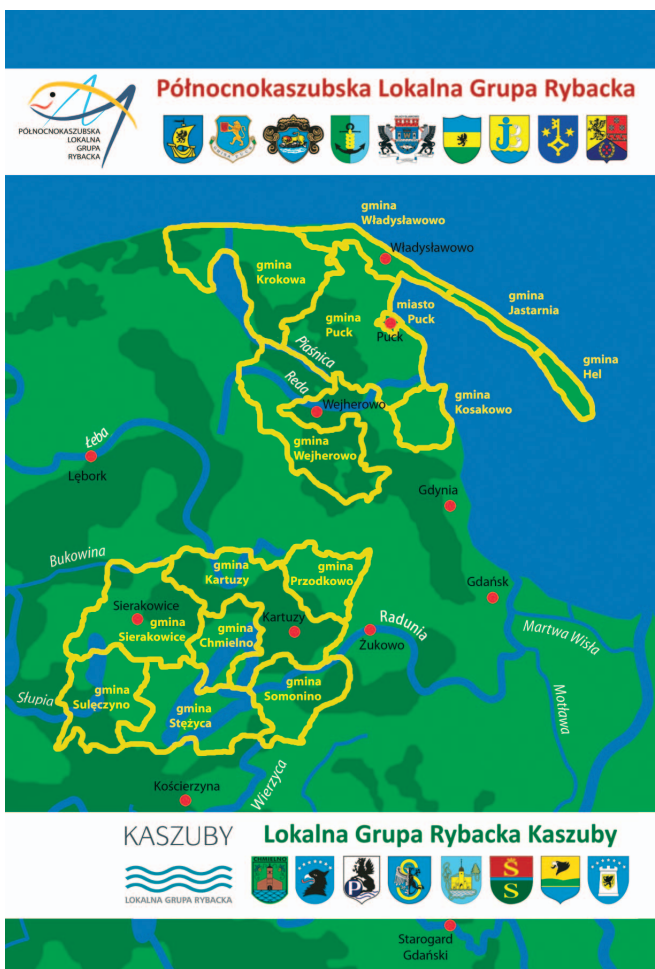 Północnokaszubska Lokalna Grupa Rybacka
PÓŁNOCNOKASZUBSKA
LOKALNA
GRUPA
RYBACKA
gmina
Władysławowo
Władysławowo
gmina
Krokowa
gmina
Jastarnia
miasto
Puck
gmina
Puck
Puck
Piaśnica
gmina
Hel
Reda
gmina
Kosakowo
Wejherowo
gmina
Wejherowo
Łeba
Lębork
Gdynia
Bukowina
gmina
Kartuzy
gmina
Przodkowo
Gdańsk
Sierakowice
gmina
Sierakowice
gmina
Chmielno
Kartuzy
Radunia
Żukowo
Martwa Wisła
Słupia
gmina
Sulęczyno
gmina
Stężyca
gmina
Somonino
Motława
Kościerzyna
Wierzyca
KASZUBY
LOKALNA GRUPA RYBACKA
Lokalna Grupa Rybacka Kaszuby
CHMIELNO
P
S
S
Starogard
Gdański